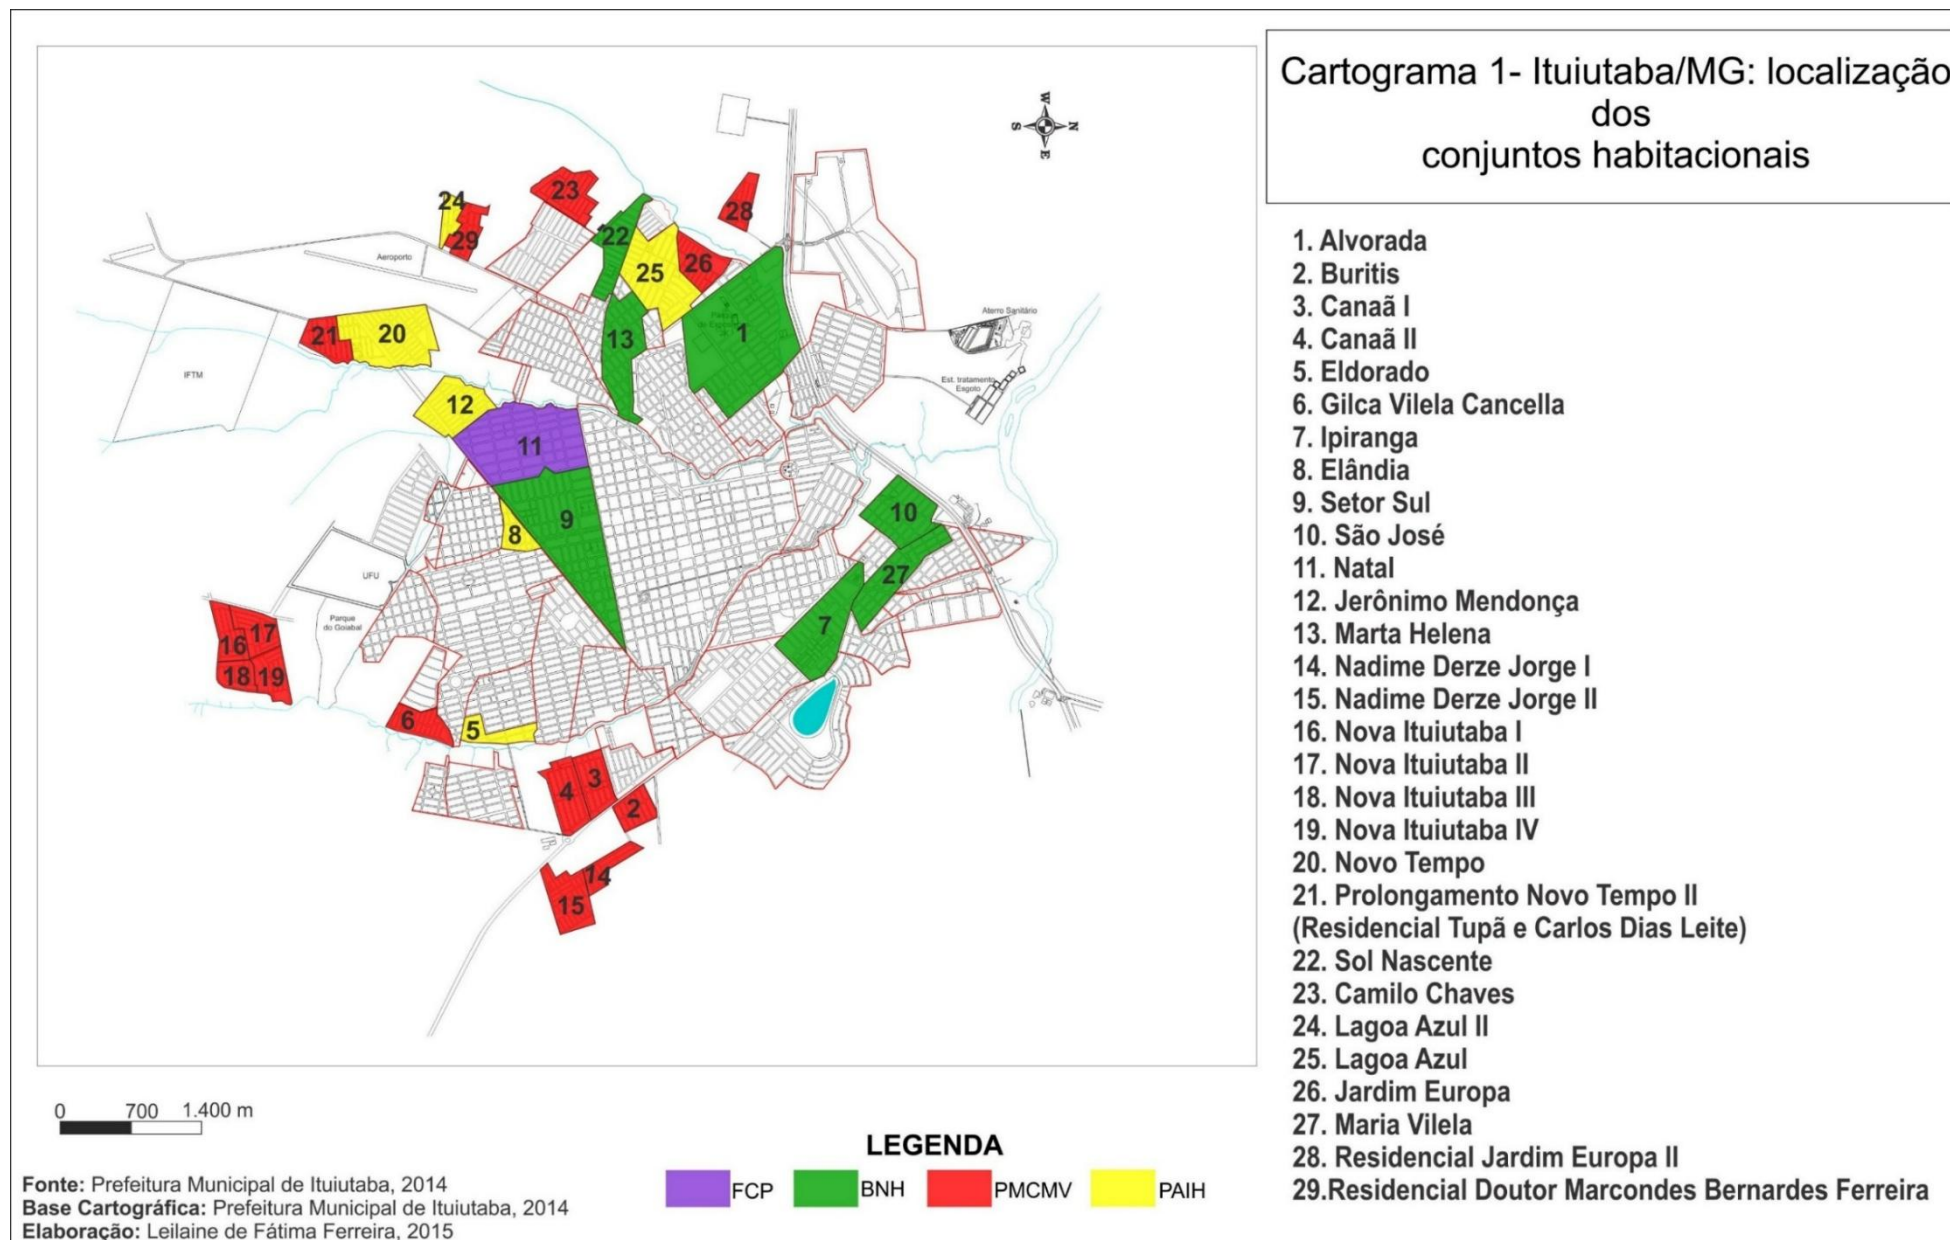 Cartograma 1- Ituiutaba/MG: localização
dos
conjuntos habitacionais
1. Alvorada
2. Buritis
3. Canaã I
4. Canaã II
5. Eldorado
6. Gilca Vilela Cancella
7. Ipiranga
8. Elândia
9. Setor Sul
10. São José
11. Natal
12. Jerônimo Mendonça
13. Marta Helena
14. Nadime Derze Jorge I
15. Nadime Derze Jorge II
16. Nova Ituiutaba I
17. Nova Ituiutaba II
18. Nova Ituiutaba III
19. Nova Ituiutaba IV
20. Novo Tempo
21. Prolongamento Novo Tempo II
(Residencial Tupã e Carlos Dias Leite)
22. Sol Nascente
23. Camilo Chaves
24. Lagoa Azul II
25. Lagoa Azul
26. Jardim Europa
27. Maria Vilela
28. Residencial Jardim Europa II
29.Residencial Doutor Marcondes Bernardes Ferreira
W
S N
E
23
24
28
22
29
26
25
Aeroporto
Aterro Sanitário
Parque
1
21
20
13
IFTM
Est. tratamento
Esgoto
12
11
10
9
8
27
UFU
Parque
do Goiabal
7
17
16
18
19
6
5
3
4
2
14
15
0 700 1.400 m
LEGENDA
FCP
BNH
PMCMV
PAIH
Fonte: Prefeitura Municipal de Ituiutaba, 2014
Base Cartográfica: Prefeitura Municipal de Ituiutaba, 2014
Elaboração: Leilaine de Fátima Ferreira, 2015